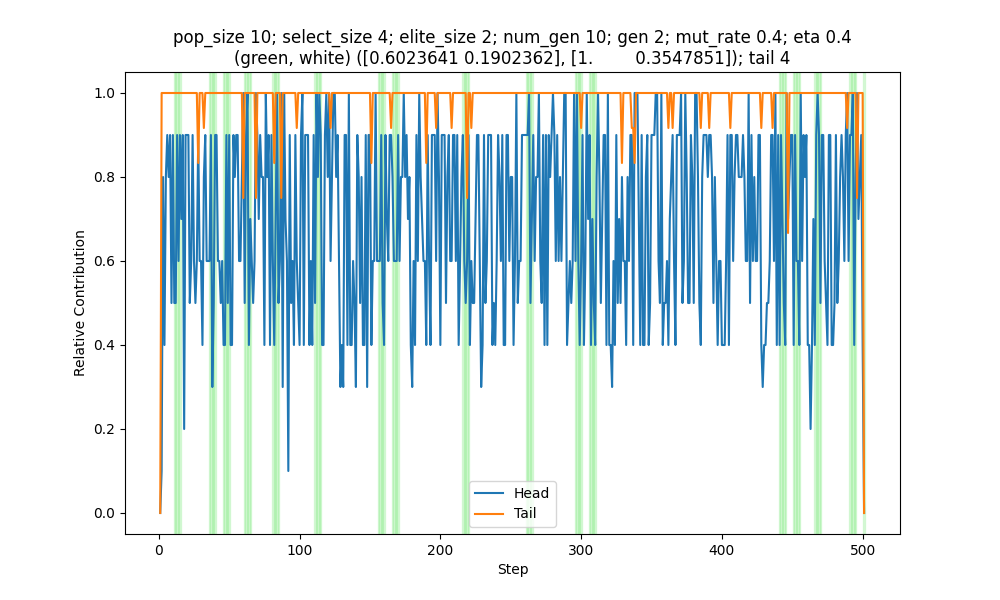 pop_size 10; select_size 4; elite_size 2; num_gen 10; gen 2; mut_rate 0.4; eta 0.4
(green, white) ([0.6023641 0.1902362], [1.         0.3547851]); tail 4
1.0
0.8
0.6
0.4
0.2
0.0
Relative Contribution
Head
Tail
0
100
200
300
400
500
Step